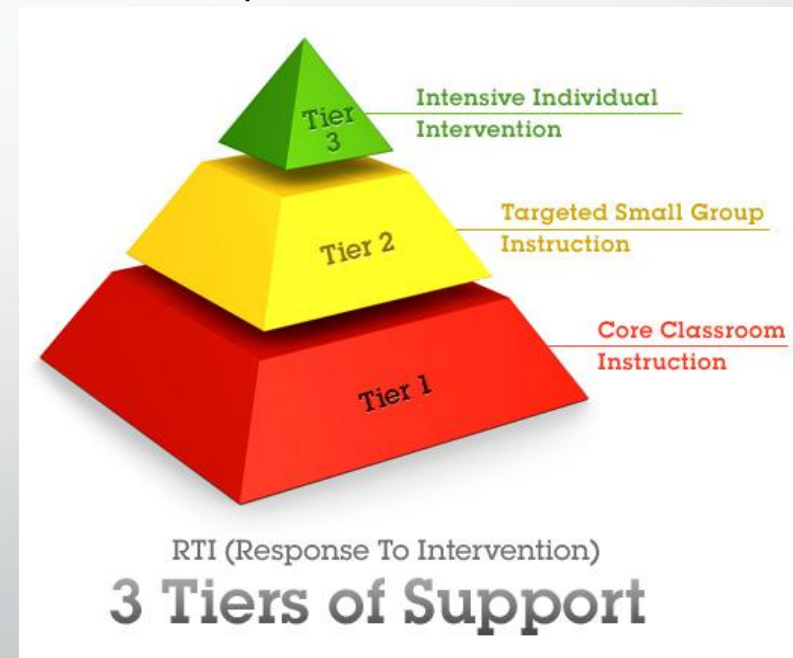 Tier
3
Intensive Individual
Intervention
Tier 2
Targeted Small Group
Instruction
Tier 1
Core Classroom
Instruction
RTI (Response To Intervention)
3 Tiers of Support